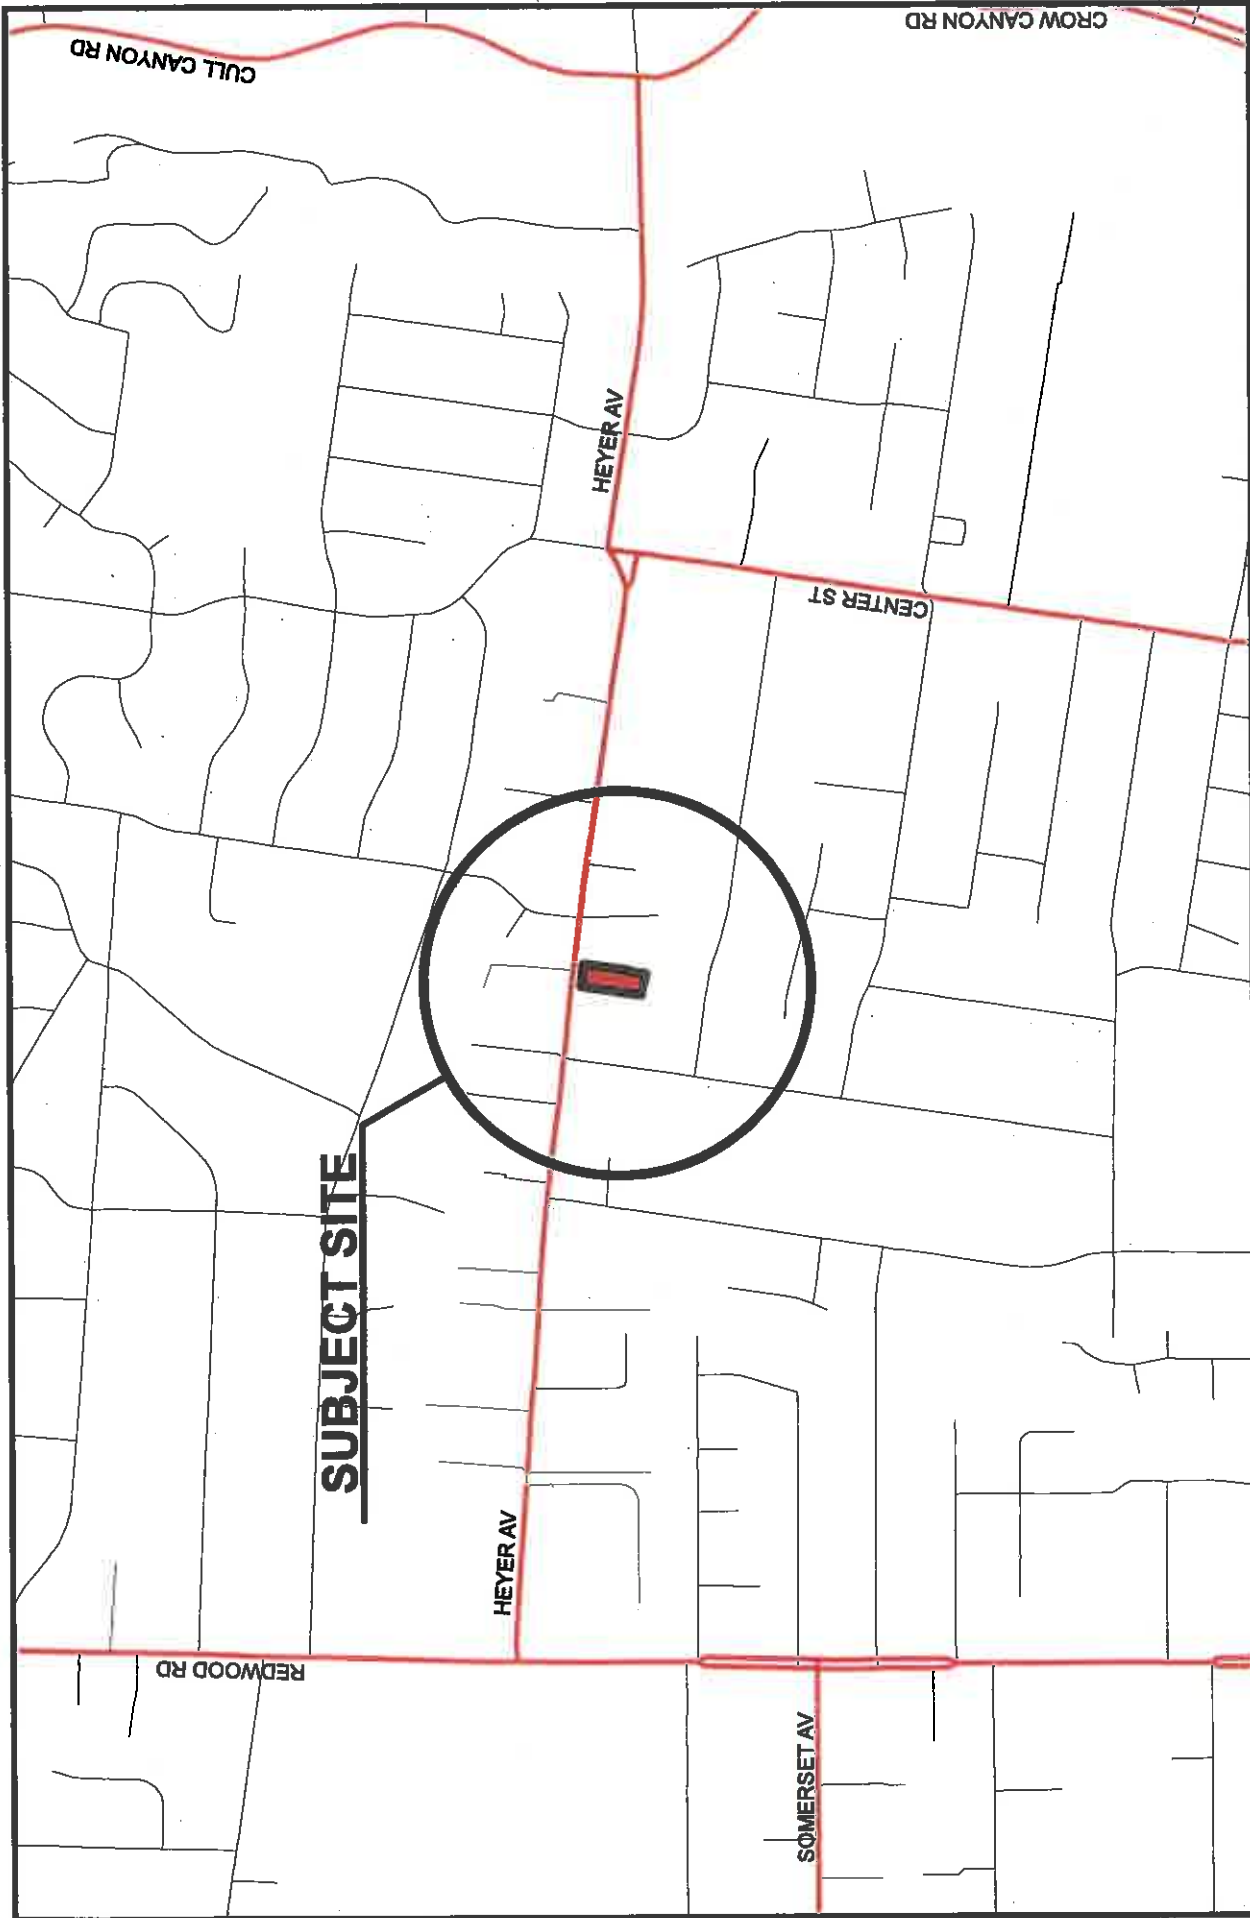 CULL CANYON RD
CROW CANYON RD
HEYER AV
CENTER ST
SUBJECT SITE
HEYER AV
REDWOOD RD
SOMERSET AV